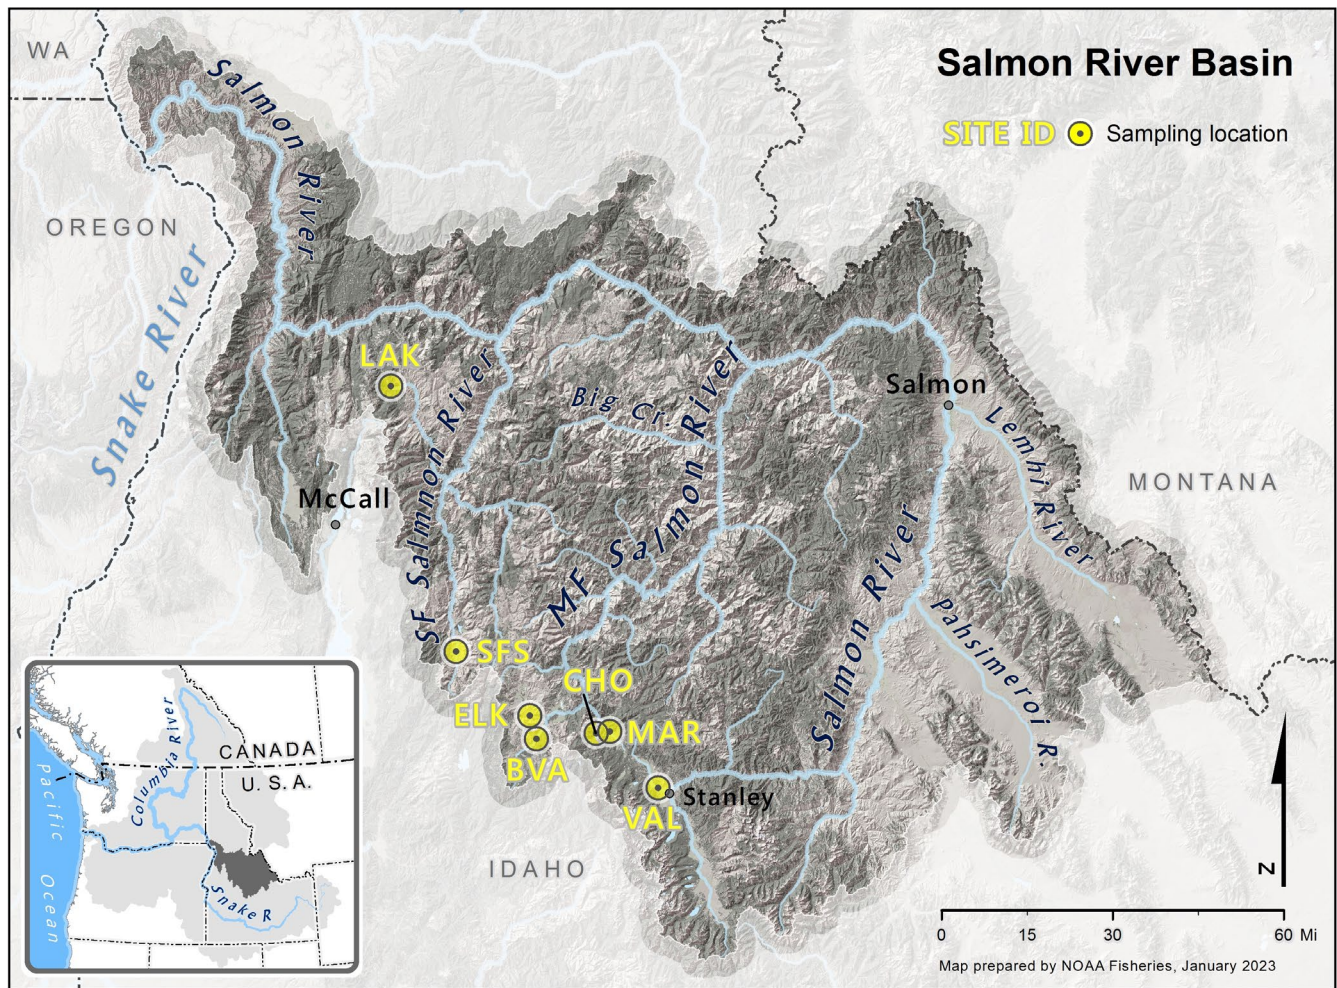 Salmon River Basin
SITE ID Sampling location
WA
OREGON
Salmon River
Snake River
LAK
SF Salmnon River
Big Cr.
MF Salmon River
Salmon
Lemhi River
MONTANA
McCall
Salmon River
Pahsimeroi R.
SFS
CHO
ELK
MAR
BVA
VAL
Stanley
IDAHO
Columbia River
CANADA
U. S. A.
Pacific Ocean
Snake R
N
0 15 30 60 Mi
Map prepared by NOAA Fisheries, January 2023